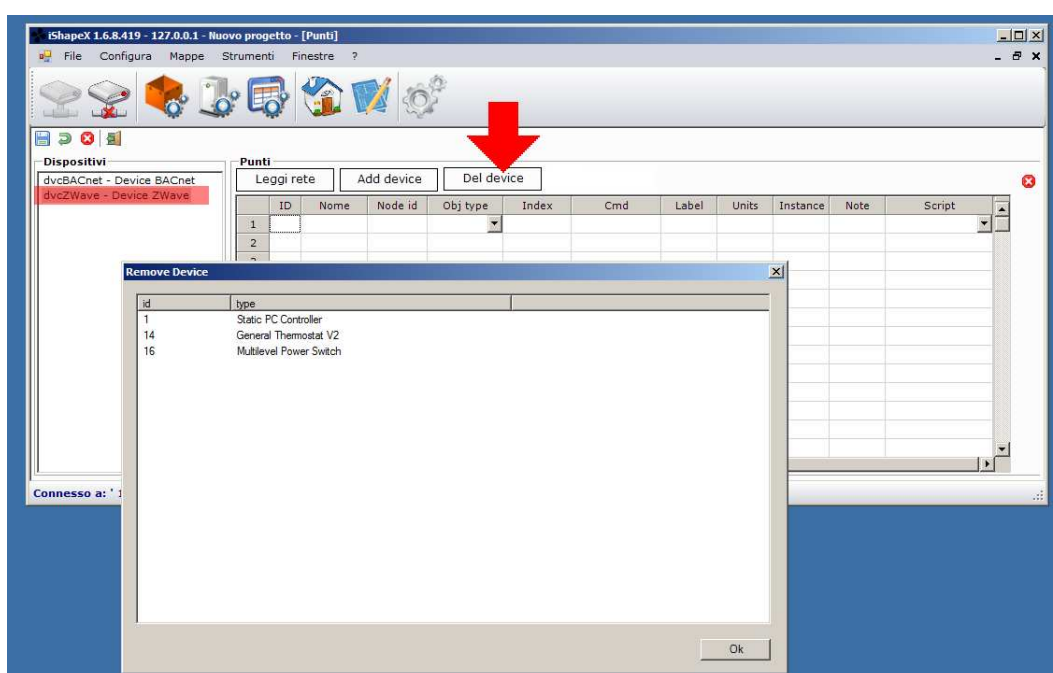 iShapeX 1.6.8.419 - 127.0.0.1 - Nuovo progetto - [Punti]
File Configura Mappe Strumenti Finestre ?
Dispositivi
dvcBACnet - Device BACnet
dvcZWave - Device ZWave
Punti
Leggi rete Add device Del device
ID Nome Node id Obj type Index Cmd Label Units Instance Note Script
1
2
Remove Device
id type
1 Static PC Controller
14 General Thermostat V2
16 Multilevel Power Switch
Connesso a: '
Ok